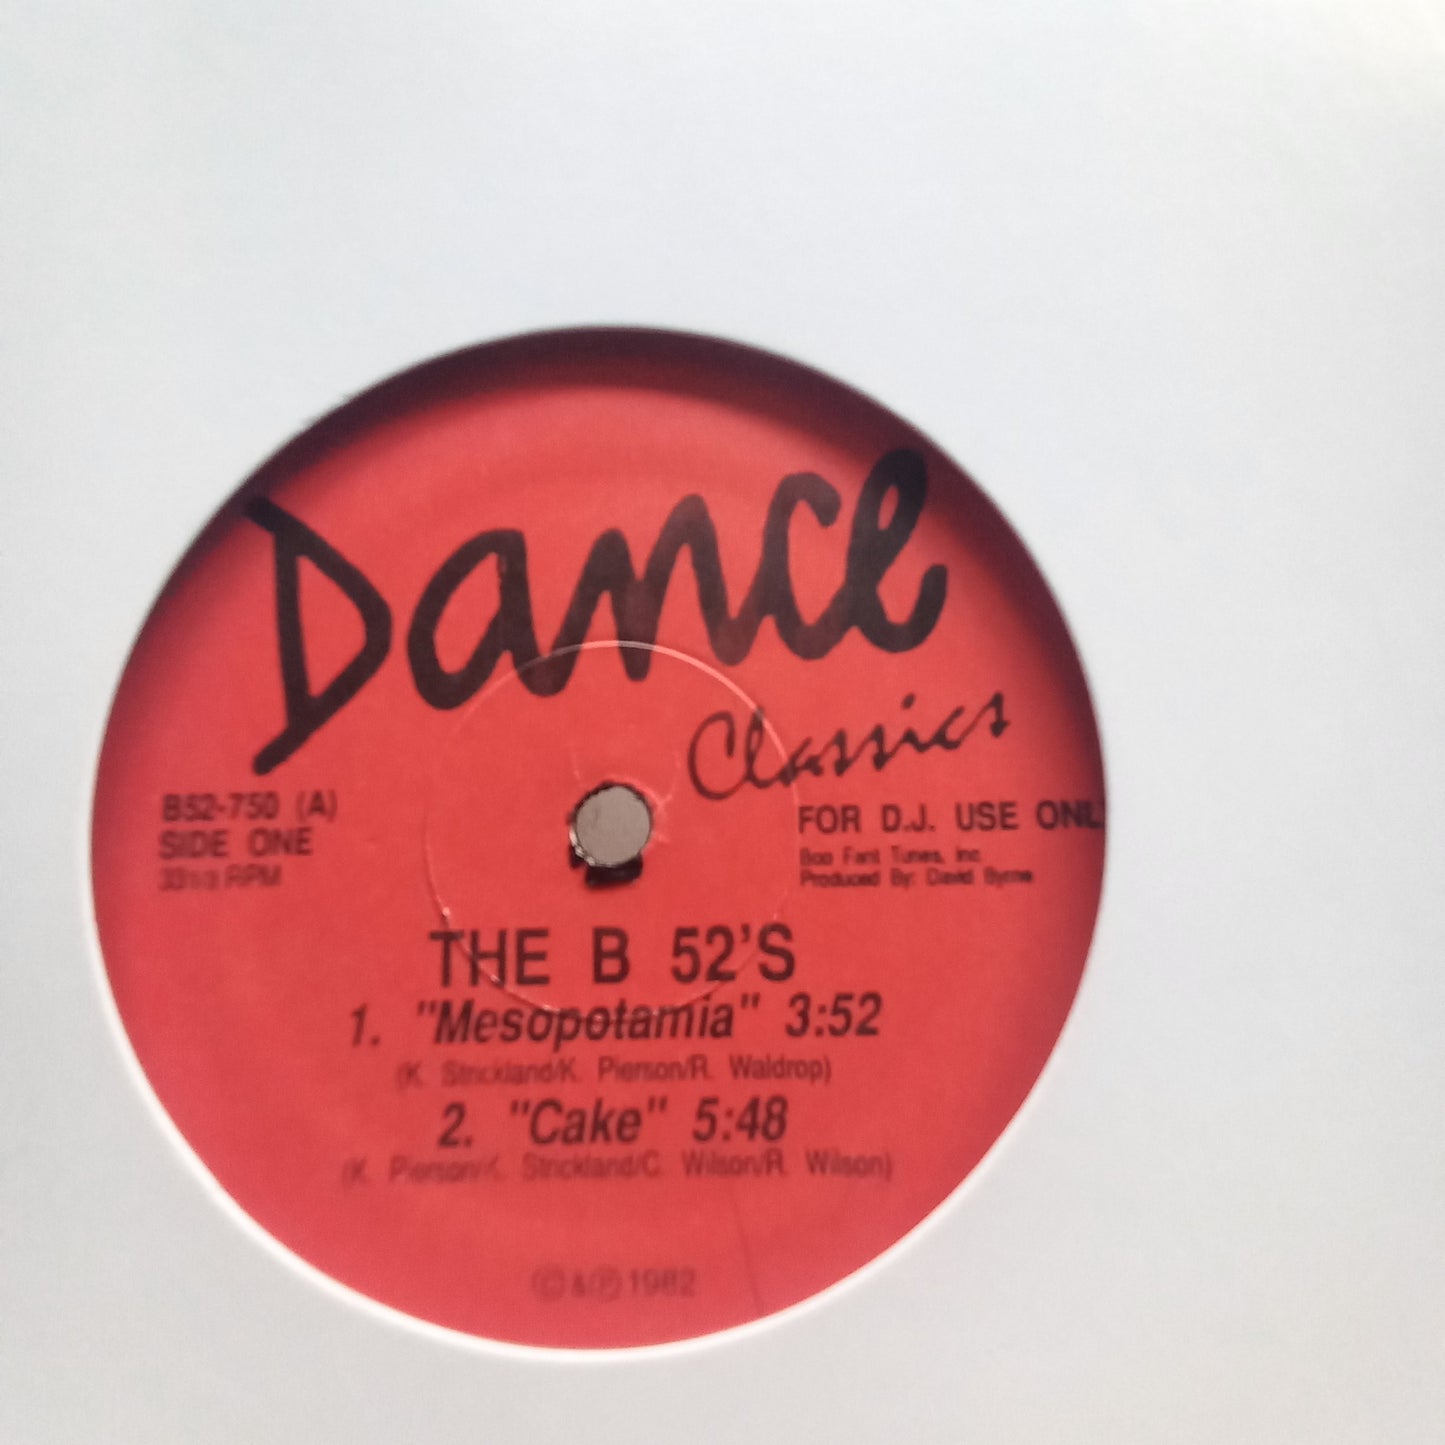 Dance
Classics
B52-750 (A)
SIDE ONE
33 1/3 RPM
FOR D.J. USE ONL
Boo Fant Tunes, Inc.
Produced By: David Byrne
THE B 52'S
1. "Mesopotamia" 3:52
(K. Strickland/K. Pierson/R. Waldrop)
2. "Cake" 5:48
(K. Pierson/K. Strickland/C. Wilson/R. Wilson)
© & ℗ 1982